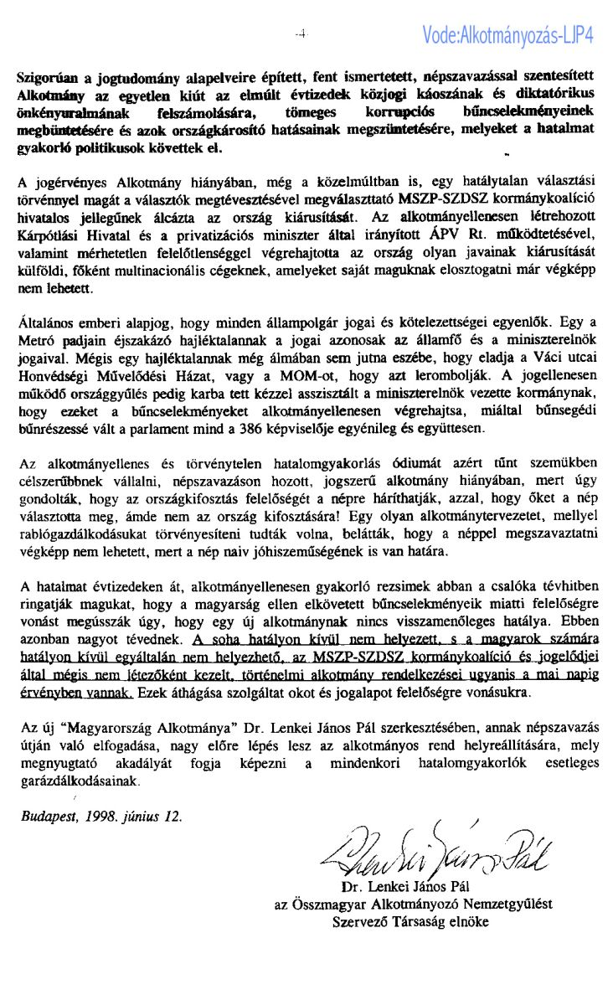 -4-
Vode:Alkotmányozás-LJP4
Szigorúan a jogtudomány alapelveire épített, fent ismertetett, népszavazással szentesített
Alkotmány az egyetlen kiút az elmúlt évtizedek közjogi káoszának és diktatórikus
önkényuralmának felszámolására, tömeges korrupciós bűncselekményeinek
megbüntetésére és azok országkárosító hatásainak megszüntetésére, melyeket a hatalmat
gyakorló politikusok követtek el.
A jogérvényes Alkotmány hiányában, még a közelmúltban is, egy hatálytalan választási
törvénnyel magát a választók megtévesztésével megválaszttató MSZP-SZDSZ kormánykoalíció
hivatalos jellegűnek álcázta az ország kiárusítását. Az alkotmányellenesen létrehozott
Kárpótlási Hivatal és a privatizációs miniszter által irányított ÁPV Rt. működtetésével,
valamint mérhetetlen felelőtlenséggel végrehajtotta az ország olyan javainak kiárusítását
külföldi, főként multinacionális cégeknek, amelyeket saját maguknak elosztogatni már végképp
nem lehetett.
Általános emberi alapjog, hogy minden állampolgár jogai és kötelezettségei egyenlők. Egy a
Metró padjain éjszakázó hajléktalannak a jogai azonosak az államfő és a miniszterelnök
jogaival. Mégis egy hajléktalannak még álmában sem jutna eszébe, hogy eladja a Váci utcai
Honvédségi Művelődési Házat, vagy a MOM-ot, hogy azt lerombolják. A jogellenesen
működő országgyűlés pedig karba tett kézzel asszisztált a miniszterelnök vezette kormánynak,
hogy ezeket a bűncselekményeket alkotmányellenesen végrehajtsa, miáltal bűnsegédi
bűnrészessé vált a parlament mind a 386 képviselője egyénileg és együttesen.
Az alkotmányellenes és törvénytelen hatalomgyakorlás ódiumát azért tűnt szemükben
célszerűbbnek vállalni, népszavazáson hozott, jogszerű alkotmány hiányában, mert úgy
gondolták, hogy az országkifosztás felelőségét a népre háríthatják, azzal, hogy őket a nép
választotta meg, ámde nem az ország kifosztására! Egy olyan alkotmánytervezetet, mellyel
rablógazdálkodásukat törvényesíteni tudták volna, belátták, hogy a néppel megszavaztatni
végképp nem lehetett, mert a nép naiv jóhiszeműségének is van határa.
A hatalmat évtizedeken át, alkotmányellenesen gyakorló rezsimek abban a csalóka tévhitben
ringatják magukat, hogy a magyarság ellen elkövetett bűncselekményeik miatti felelőségre
vonást megússzák úgy, hogy egy új alkotmánynak nincs visszamenőleges hatálya. Ebben
azonban nagyot tévednek. A soha hatályon kívül nem helyezett, s a magyarok számára
hatályon kívül egyáltalán nem helyezhető, az MSZP-SZDSZ kormánykoalíció és jogelődjei
által mégis nem létezőként kezelt, történelmi alkotmány rendelkezései ugyanis a mai napig
érvényben vannak. Ezek áthágása szolgáltat okot és jogalapot felelőségre vonásukra.
Az új “Magyarország Alkotmánya” Dr. Lenkei János Pál szerkesztésében, annak népszavazás
útján való elfogadása, nagy előre lépés lesz az alkotmányos rend helyreállítására, mely
megnyugtató akadályát fogja képezni a mindenkori hatalomgyakorlók esetleges
garázdálkodásainak.
Budapest, 1998. június 12.
Lenkei János Pál
Dr. Lenkei János Pál
az Összmagyar Alkotmányozó Nemzetgyűlést
Szervező Társaság elnöke